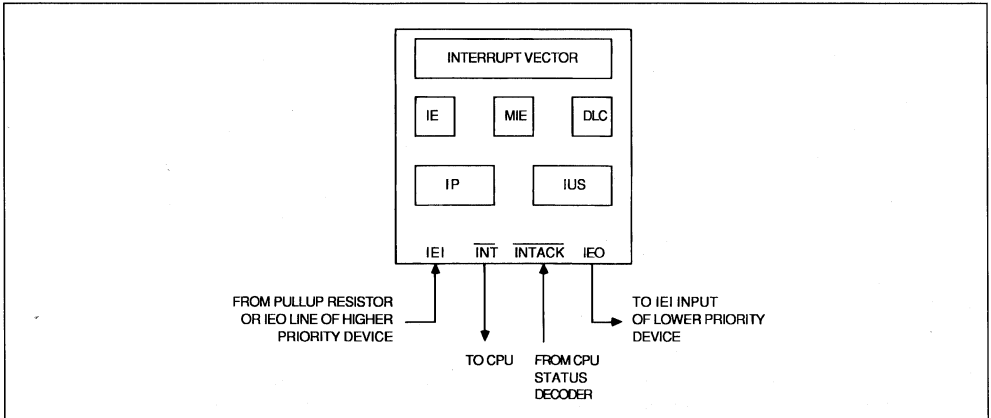 INTERRUPT VECTOR
IE MIE DLC
IP IUS
IEI INT INTACK IEO
FROM PULLUP RESISTOR
OR IEO LINE OF HIGHER
PRIORITY DEVICE
TO CPU
FROM CPU
STATUS
DECODER
TO IEI INPUT
OF LOWER PRIORITY
DEVICE